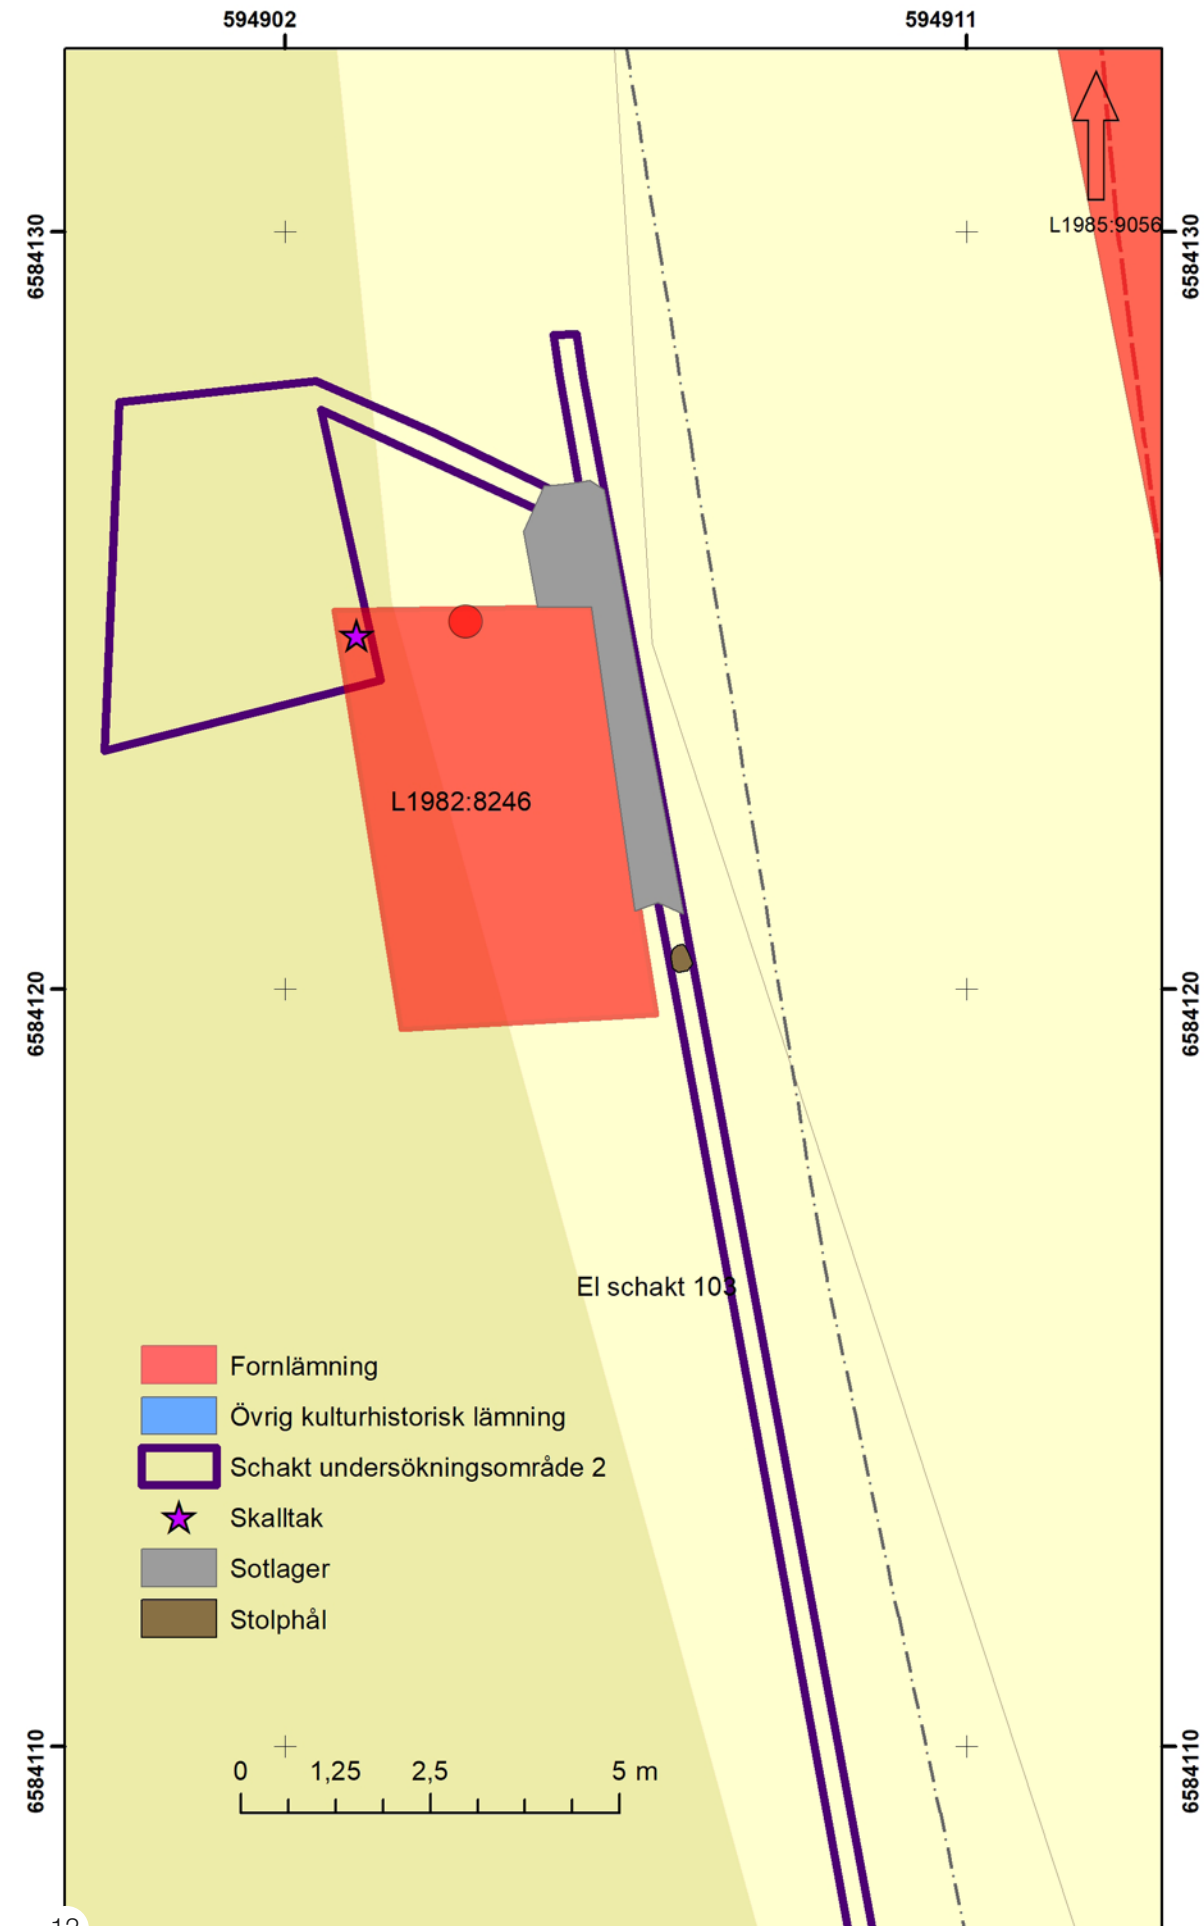 594902
594911
L1985:9056
6584130
6584130
L1982:8246
6584120
6584120
El schakt 103
Fornlämning
Övrig kulturhistorisk lämning
Schakt undersökningsområde 2
Skalltak
Sotlager
Stolphål
6584110
6584110
0 1,25 2,5 5 m
12